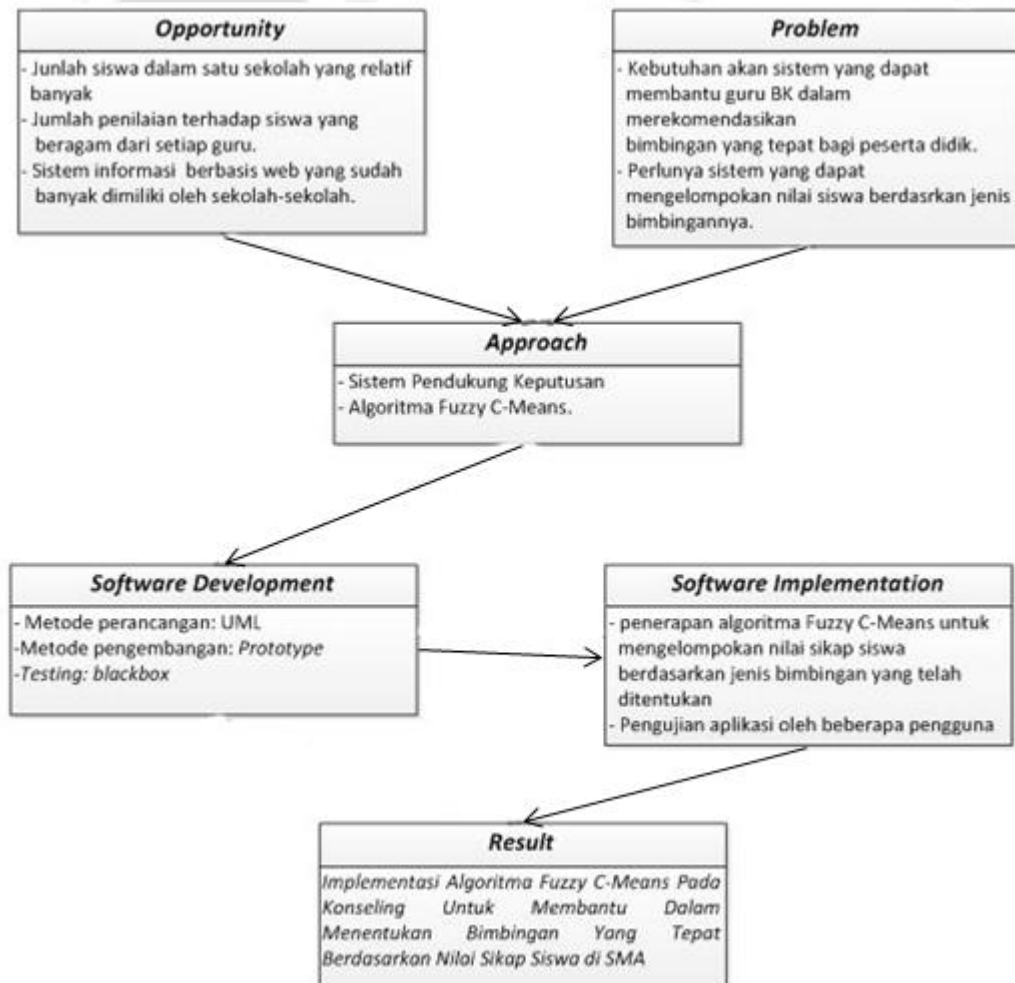 Opportunity
- Junlah siswa dalam satu sekolah yang relatif
banyak
- Jumlah penilaian terhadap siswa yang
beragam dari setiap guru.
- Sistem informasi berbasis web yang sudah
banyak dimiliki oleh sekolah-sekolah.
Problem
- Kebutuhan akan sistem yang dapat
membantu guru BK dalam
merekomendasikan
bimbingan yang tepat bagi peserta didik.
- Perlunya sistem yang dapat
mengelompokan nilai siswa berdasrkan jenis
bimbingannya.
Approach
- Sistem Pendukung Keputusan
- Algoritma Fuzzy C-Means.
Software Development
- Metode perancangan: UML
-Metode pengembangan: Prototype
-Testing: blackbox
Software Implementation
- penerapan algoritma Fuzzy C-Means untuk
mengelompokan nilai sikap siswa
berdasarkan jenis bimbingan yang telah
ditentukan
- Pengujian aplikasi oleh beberapa pengguna
Result
Implementasi Algoritma Fuzzy C-Means Pada
Konseling Untuk Membantu Dalam
Menentukan Bimbingan Yang Tepat
Berdasarkan Nilai Sikap Siswa di SMA